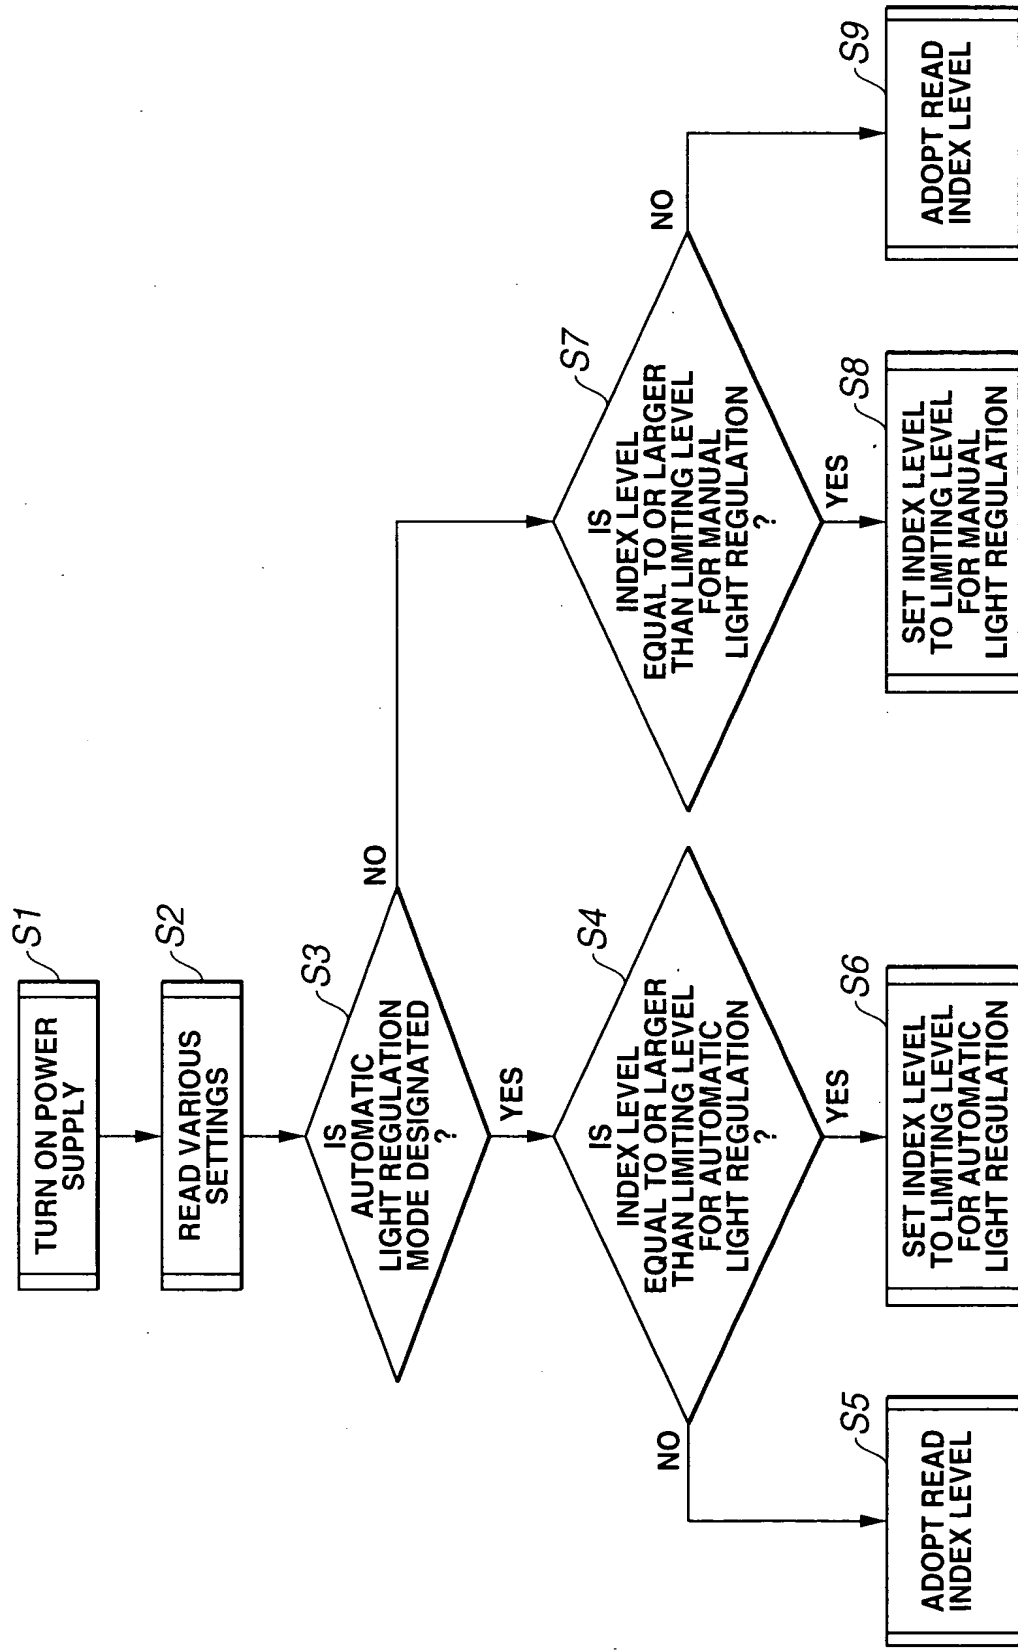 S1
TURN ON POWER
SUPPLY
S2
READ VARIOUS
SETTINGS
S3
IS
AUTOMATIC
LIGHT REGULATION
MODE DESIGNATED
?
NO
YES
S4
IS
INDEX LEVEL
EQUAL TO OR LARGER
THAN LIMITING LEVEL
FOR AUTOMATIC
LIGHT REGULATION
?
NO
YES
S7
IS
INDEX LEVEL
EQUAL TO OR LARGER
THAN LIMITING LEVEL
FOR MANUAL
LIGHT REGULATION
?
NO
YES
S5
ADOPT READ
INDEX LEVEL
S6
SET INDEX LEVEL
TO LIMITING LEVEL
FOR AUTOMATIC
LIGHT REGULATION
S8
SET INDEX LEVEL
TO LIMITING LEVEL
FOR MANUAL
LIGHT REGULATION
S9
ADOPT READ
INDEX LEVEL